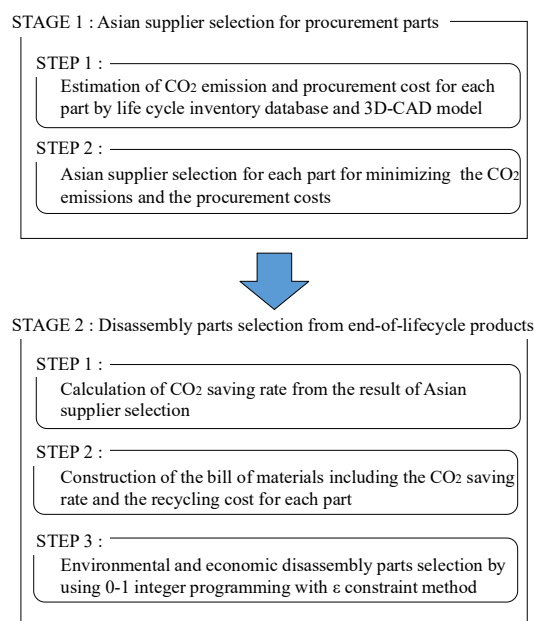 STAGE 1 : Asian supplier selection for procurement parts
STEP 1 :
Estimation of CO2 emission and procurement cost for each
part by life cycle inventory database and 3D-CAD model
STEP 2 :
Asian supplier selection for each part for minimizing the CO2
emissions and the procurement costs
STAGE 2 : Disassembly parts selection from end-of-lifecycle products
STEP 1 :
Calculation of CO2 saving rate from the result of Asian
supplier selection
STEP 2 :
Construction of the bill of materials including the CO2 saving
rate and the recycling cost for each part
STEP 3 :
Environmental and economic disassembly parts selection by
using 0-1 integer programming with ε constraint method